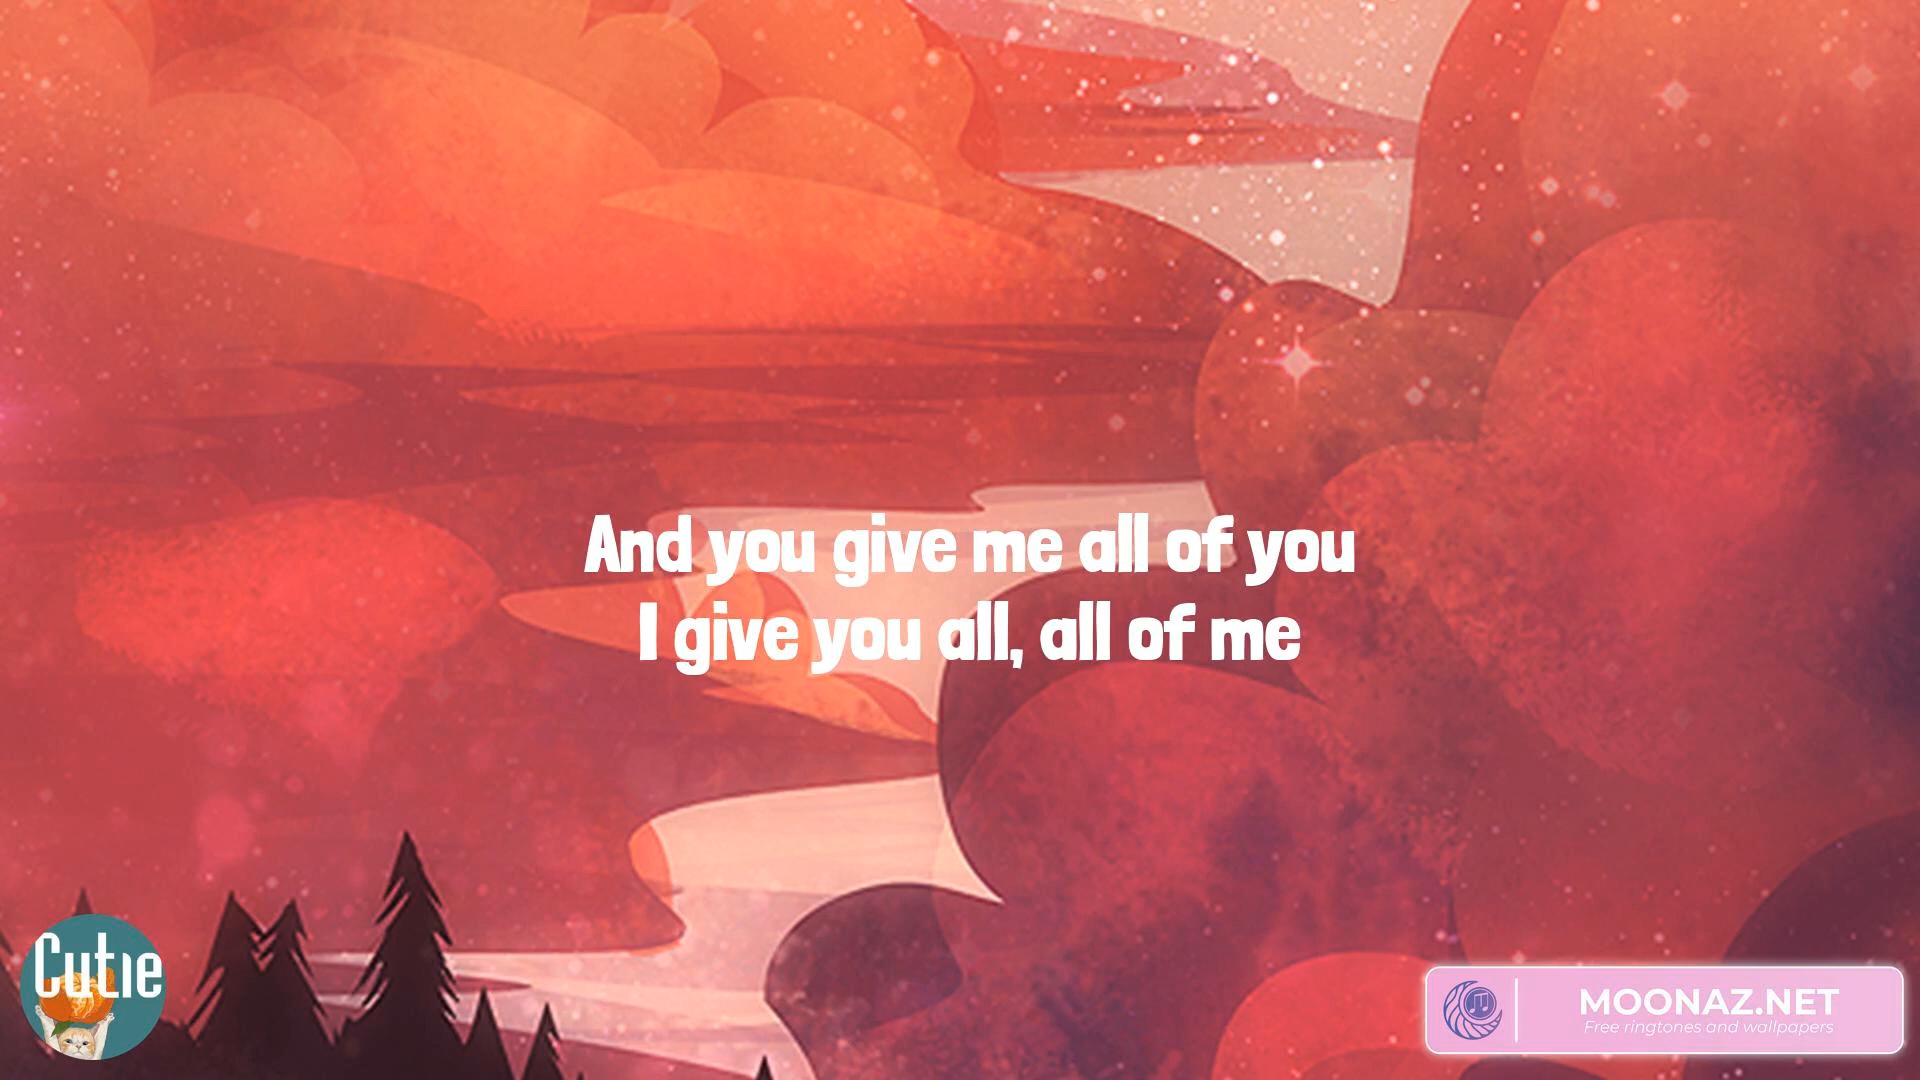 And you give me all of you
I give you all, all of me
Cutie
MOONAZ.NET
Free ringtones and wallpapers